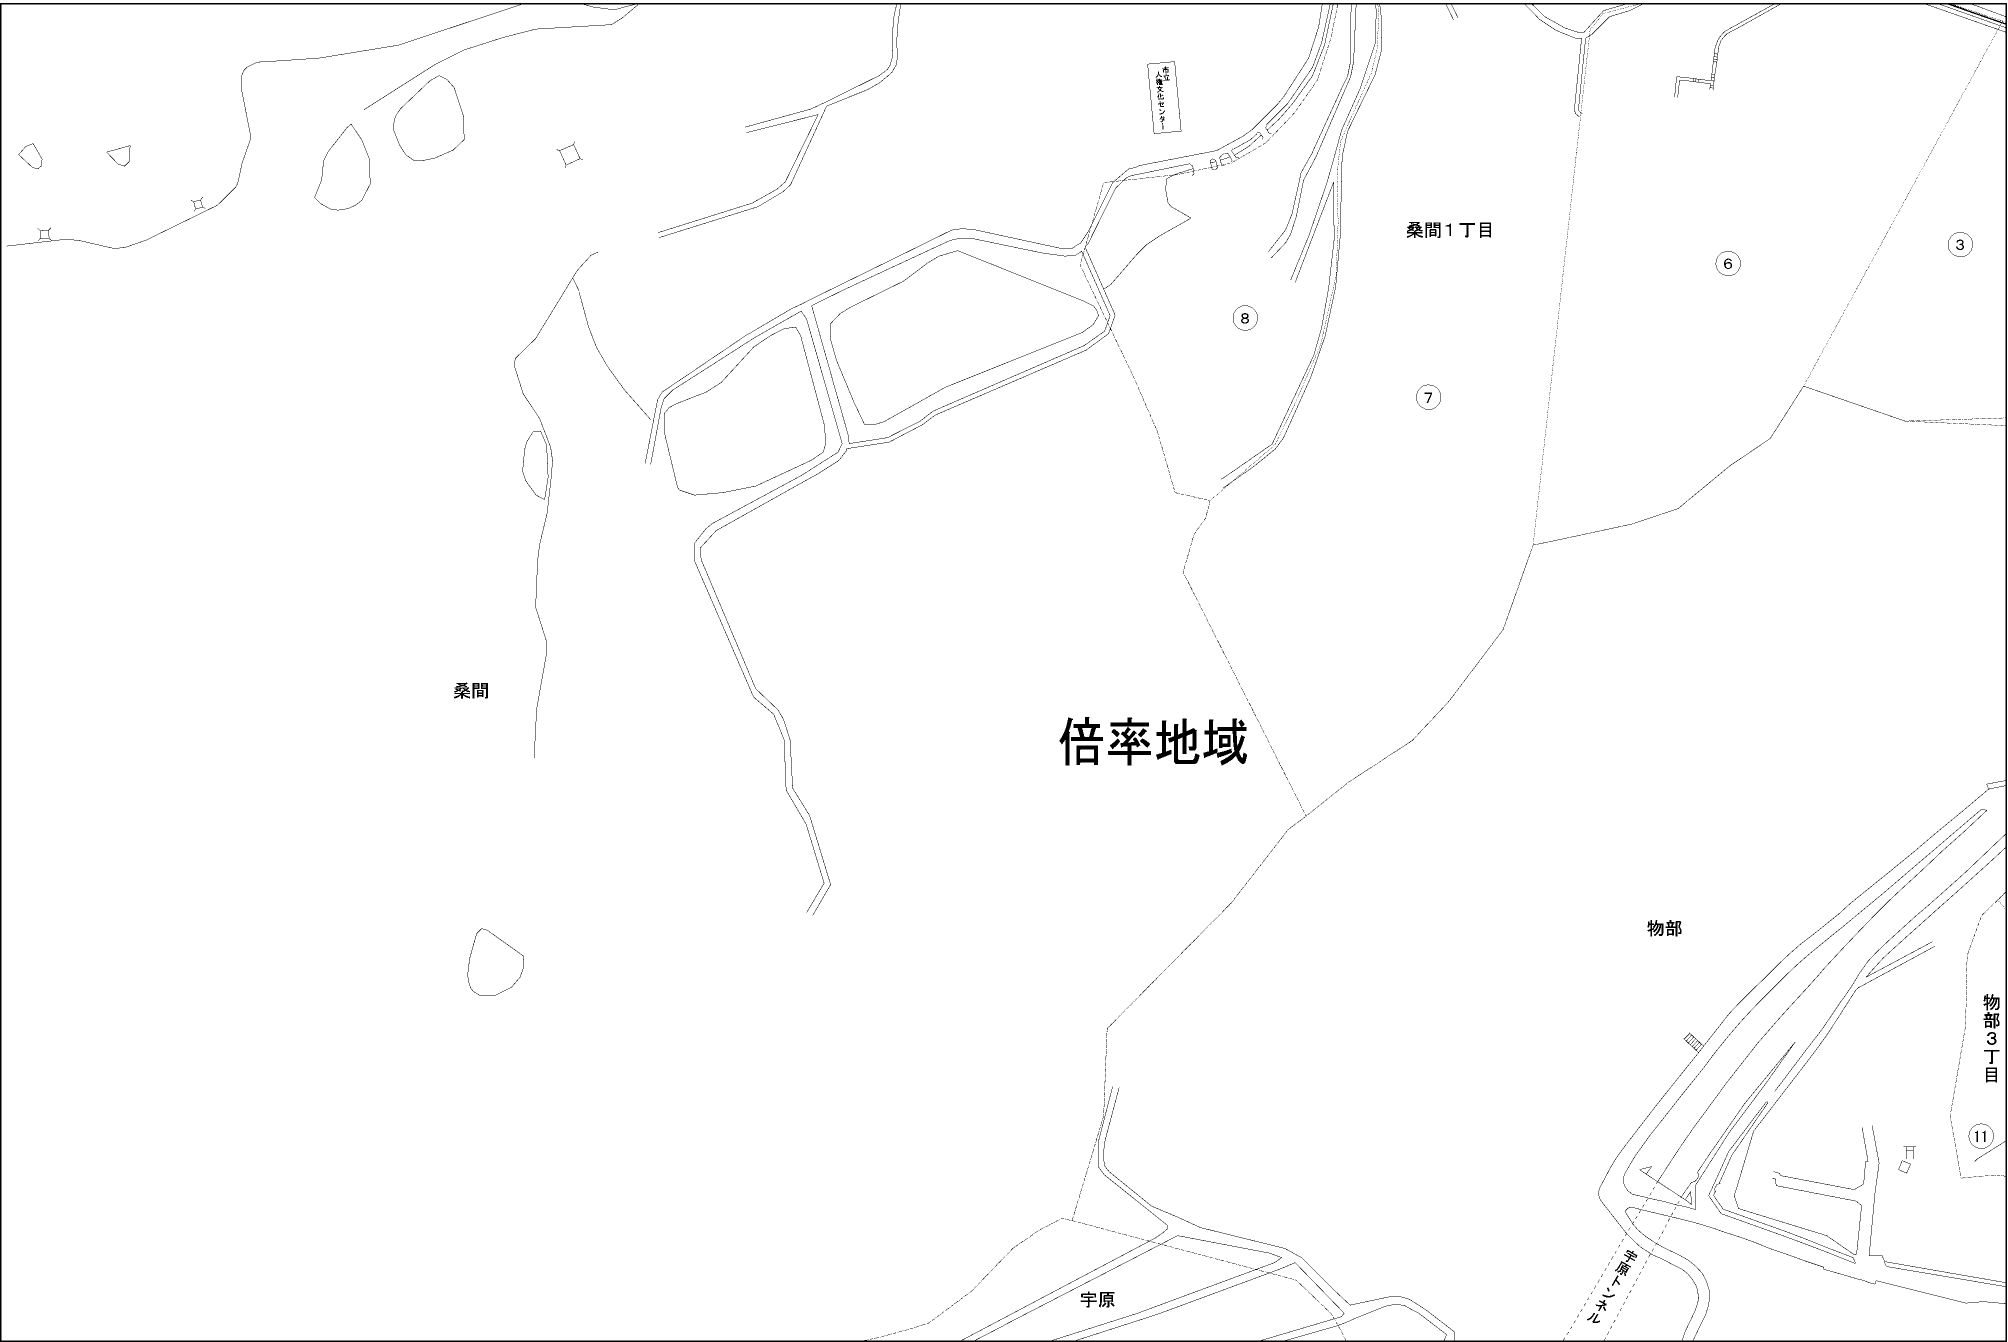 市立
人権文化センター
桑間１丁目
3
6
8
7
桑間
倍率地域
物部
物部３丁目
11
宇原トンネル
宇原